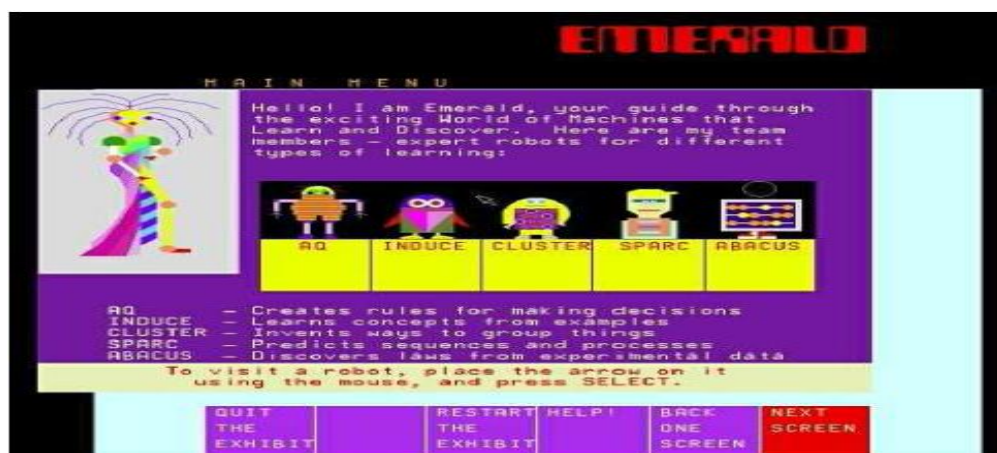 EMERALD
MAIN MENU
Hello! I am Emerald, your guide through
the exciting World of Machines that
Learn and Discover. Here are my team
members – expert robots for different
types of learning:
AQ INDUCE CLUSTER SPARC ABACUS
AQ – Creates rules for making decisions
INDUCE – Learns concepts from examples
CLUSTER – Invents ways to group things
SPARC – Predicts sequences and processes
ABACUS – Discovers laws from experimental data
To visit a robot, place the arrow on it
using the mouse, and press SELECT.
QUIT THE EXHIBIT
RESTART THE EXHIBIT
HELP!
BACK ONE SCREEN
NEXT SCREEN